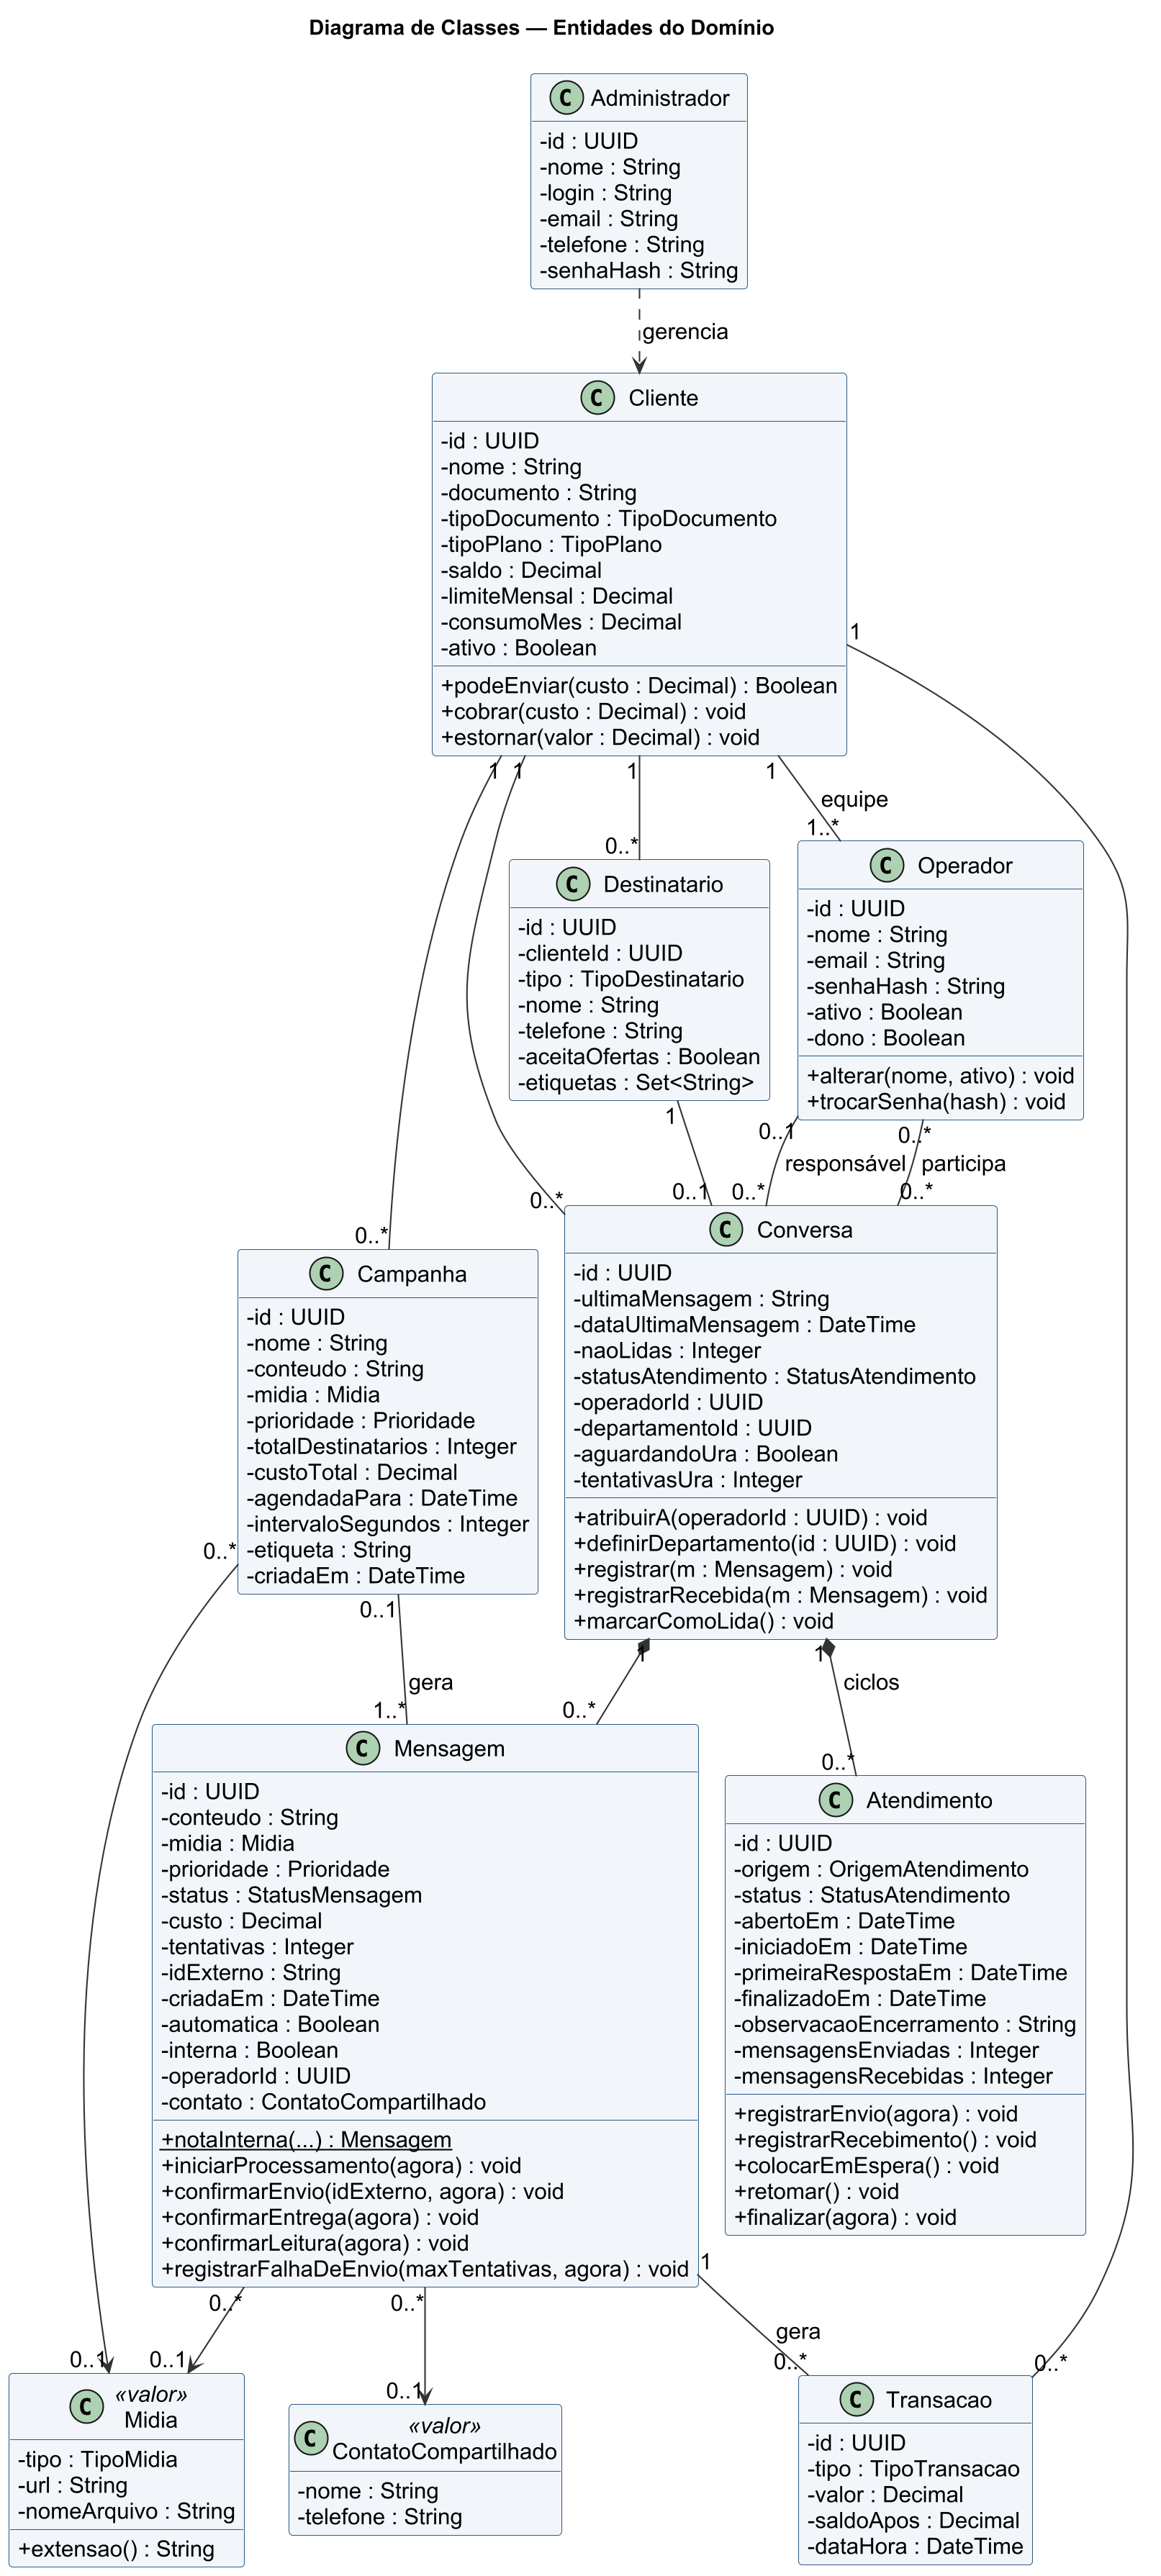 Diagrama de Classes — Entidades do Domínio
C Administrador
-id : UUID
-nome : String
-login : String
-email : String
-telefone : String
-senhaHash : String
gerencia
C Cliente
-id : UUID
-nome : String
-documento : String
-tipoDocumento : TipoDocumento
-tipoPlano : TipoPlano
-saldo : Decimal
-limiteMensal : Decimal
-consumoMes : Decimal
-ativo : Boolean
+podeEnviar(custo : Decimal) : Boolean
+cobrar(custo : Decimal) : void
+estornar(valor : Decimal) : void
1
1 1 1 1
equipe
0..* 1..*
C Destinatario
-id : UUID
-clienteId : UUID
-tipo : TipoDestinatario
-nome : String
-telefone : String
-aceitaOfertas : Boolean
-etiquetas : Set<String>
C Operador
-id : UUID
-nome : String
-email : String
-senhaHash : String
-ativo : Boolean
-dono : Boolean
+alterar(nome, ativo) : void
+trocarSenha(hash) : void
1 0..1 0..*
responsável participa
0..* 0..1 0..* 0..*
0..*
C Campanha
-id : UUID
-nome : String
-conteudo : String
-midia : Midia
-prioridade : Prioridade
-totalDestinatarios : Integer
-custoTotal : Decimal
-agendadaPara : DateTime
-intervaloSegundos : Integer
-etiqueta : String
-criadaEm : DateTime
C Conversa
-id : UUID
-ultimaMensagem : String
-dataUltimaMensagem : DateTime
-naoLidas : Integer
-statusAtendimento : StatusAtendimento
-operadorId : UUID
-departamentoId : UUID
-aguardandoUra : Boolean
-tentativasUra : Integer
+atribuirA(operadorId : UUID) : void
+definirDepartamento(id : UUID) : void
+registrar(m : Mensagem) : void
+registrarRecebida(m : Mensagem) : void
+marcarComoLida() : void
0..*
0..1 1 1
gera ciclos
1..* 0..* 0..*
C Mensagem
-id : UUID
-conteudo : String
-midia : Midia
-prioridade : Prioridade
-status : StatusMensagem
-custo : Decimal
-tentativas : Integer
-idExterno : String
-criadaEm : DateTime
-automatica : Boolean
-interna : Boolean
-operadorId : UUID
-contato : ContatoCompartilhado
+notaInterna(...) : Mensagem
+iniciarProcessamento(agora) : void
+confirmarEnvio(idExterno, agora) : void
+confirmarEntrega(agora) : void
+confirmarLeitura(agora) : void
+registrarFalhaDeEnvio(maxTentativas, agora) : void
C Atendimento
-id : UUID
-origem : OrigemAtendimento
-status : StatusAtendimento
-abertoEm : DateTime
-iniciadoEm : DateTime
-primeiraRespostaEm : DateTime
-finalizadoEm : DateTime
-observacaoEncerramento : String
-mensagensEnviadas : Integer
-mensagensRecebidas : Integer
+registrarEnvio(agora) : void
+registrarRecebimento() : void
+colocarEmEspera() : void
+retomar() : void
+finalizar(agora) : void
0..* 0..* 1
gera
0..1 0..1 0..1 0..* 0..*
C «valor»
Midia
-tipo : TipoMidia
-url : String
-nomeArquivo : String
+extensao() : String
C «valor»
ContatoCompartilhado
-nome : String
-telefone : String
C Transacao
-id : UUID
-tipo : TipoTransacao
-valor : Decimal
-saldoApos : Decimal
-dataHora : DateTime